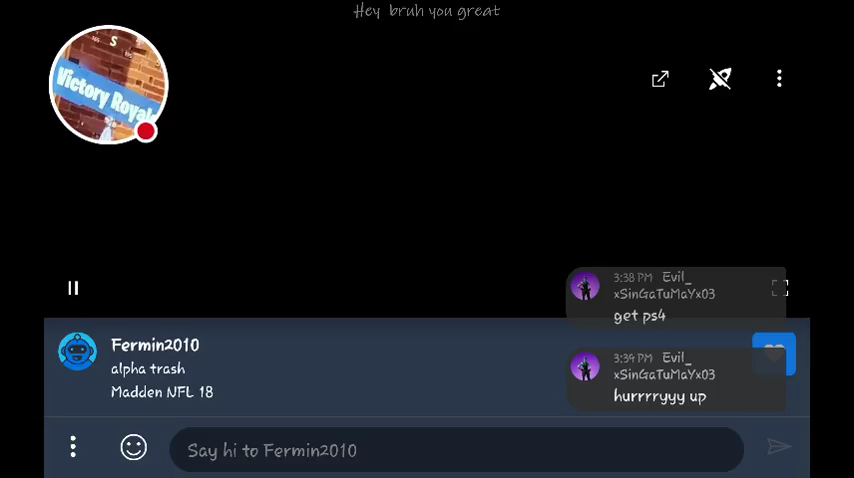 Hey bruh you great
S
Victory Royale
3:38 PM Evil_
xSinGaTuMaYx03
get ps4
Fermin2010
alpha trash
Madden NFL 18
3:39 PM Evil_
xSinGaTuMaYx03
hurrrryyy up
Say hi to Fermin2010